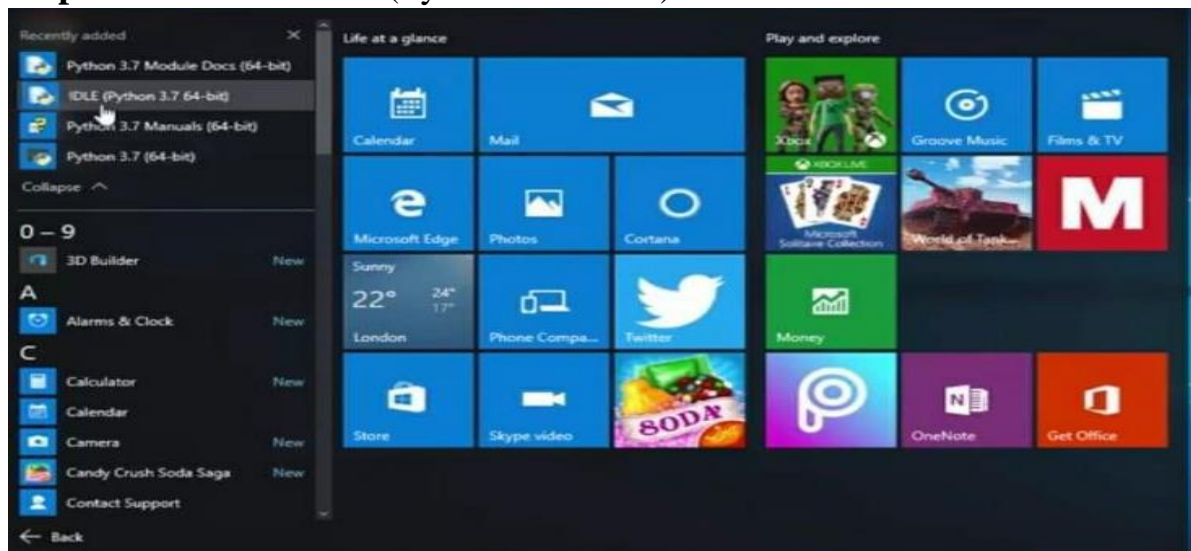 Recently added
Python 3.7 Module Docs (64-bit)
IDLE (Python 3.7 64-bit)
Python 3.7 Manuals (64-bit)
Python 3.7 (64-bit)
Collapse
0 – 9
3D Builder New
A
Alarms & Clock New
C
Calculator New
Calendar
Camera New
Candy Crush Soda Saga New
Contact Support
Back
Life at a glance
Calendar
Mail
Microsoft Edge
Photos
Cortana
Sunny
22° 24°
17°
London
Phone Compa...
Twitter
Store
Skype video
SODA
Play and explore
Xbox
Groove Music
Films & TV
XBOX LIVE
Microsoft
Solitaire Collection
World of Tank...
M
Money
P
N
OneNote
Get Office